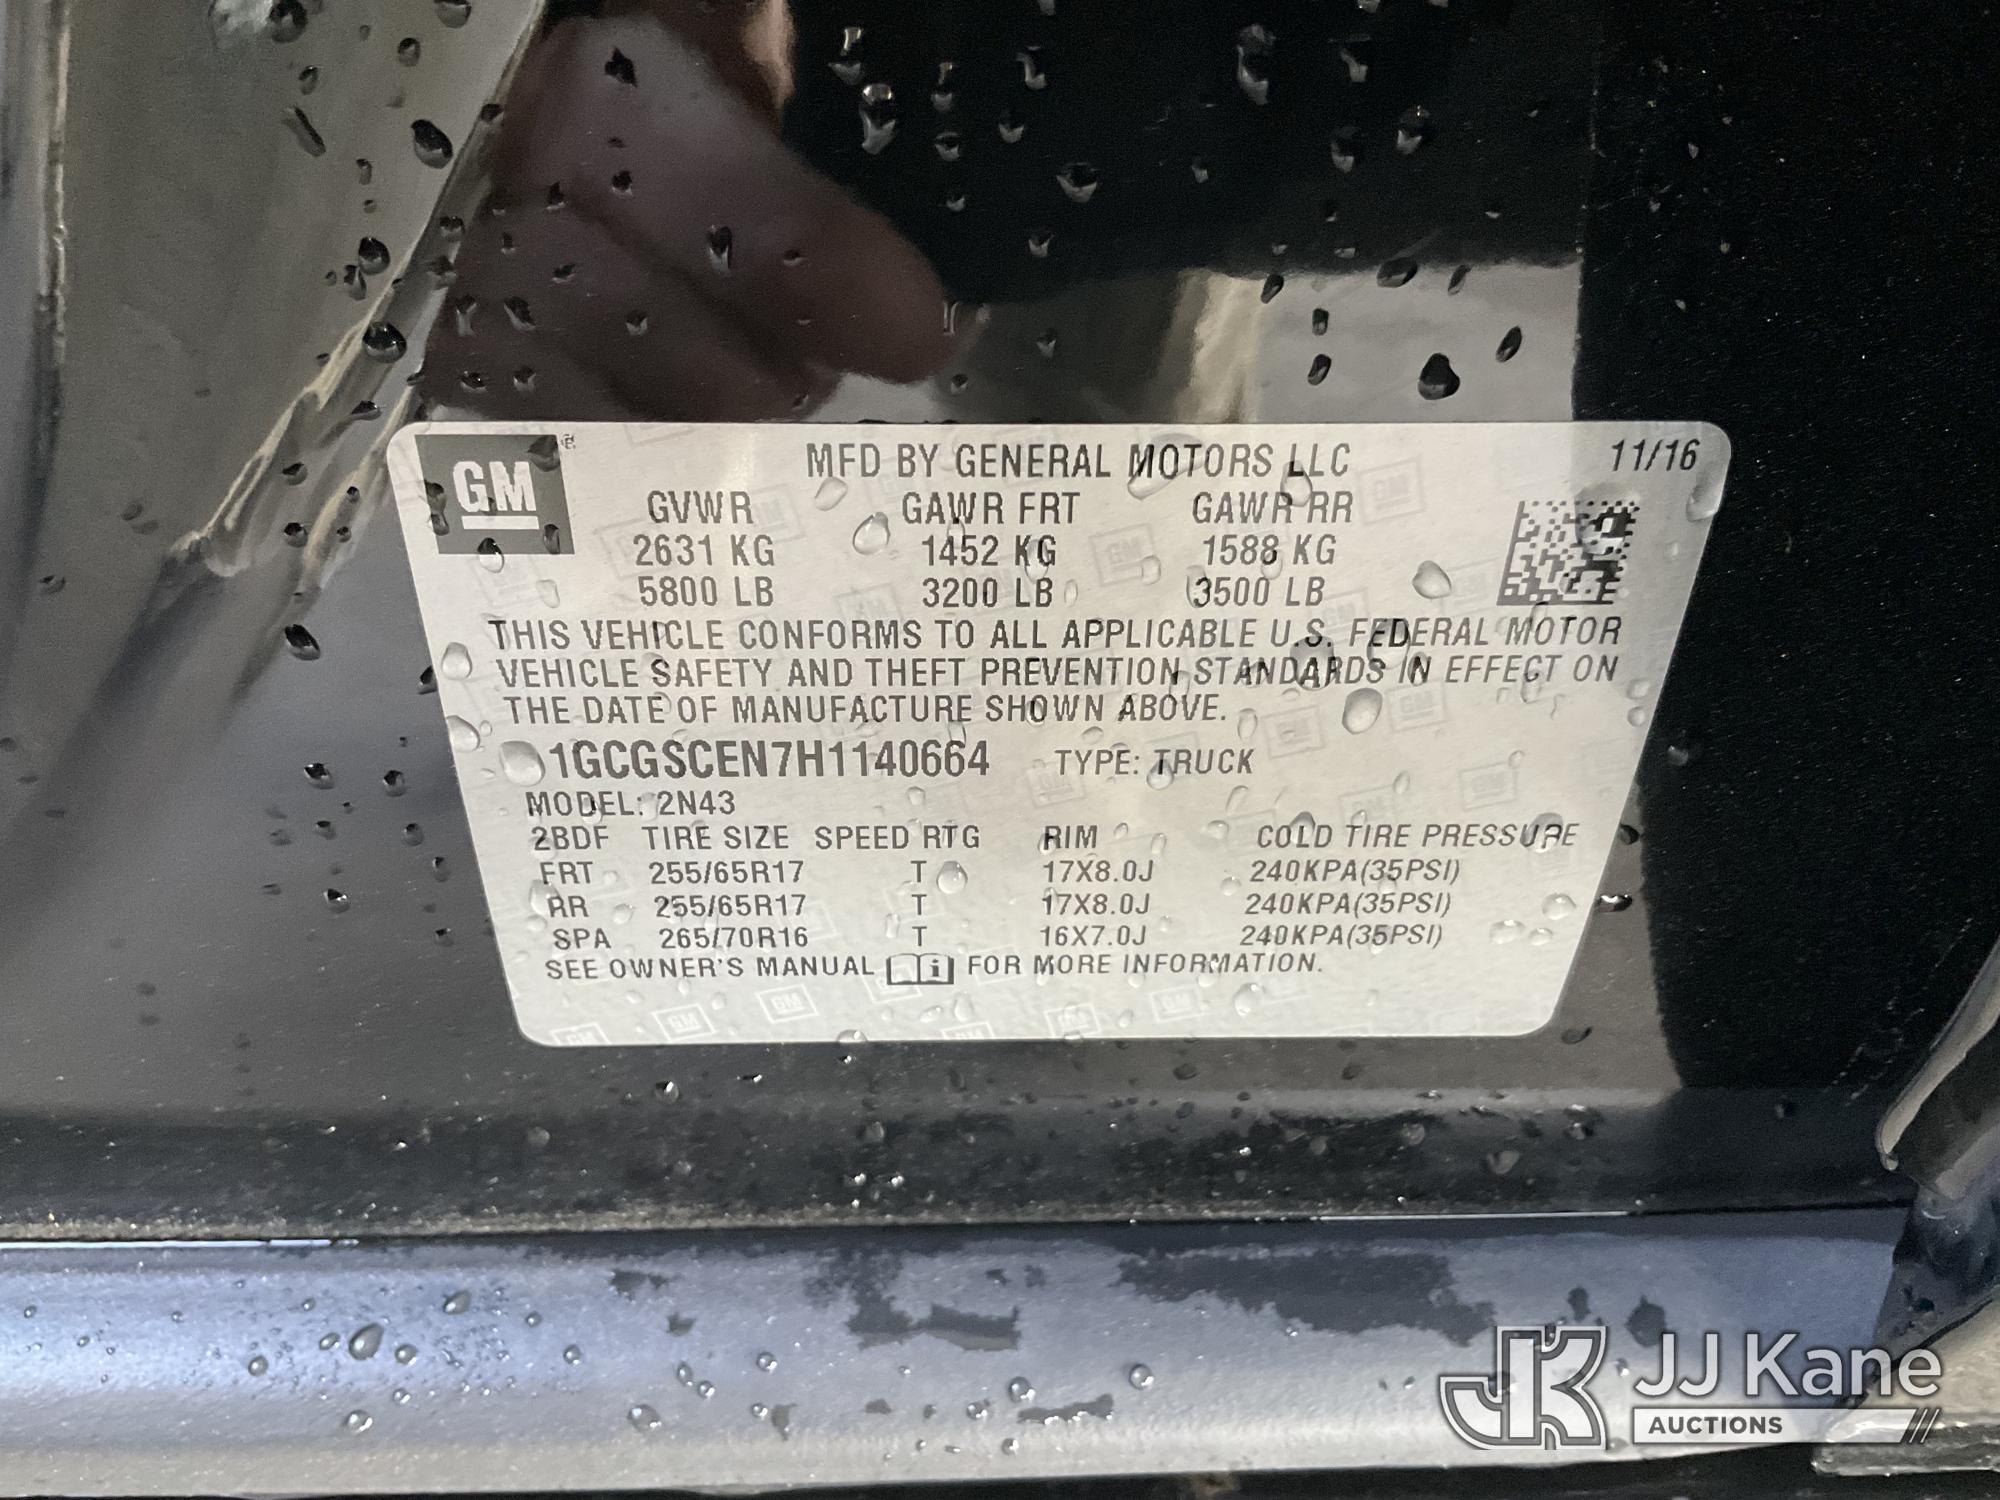 GM
MFD BY GENERAL MOTORS LLC 11/16
GVWR GAWR FRT GAWR RR
2631 KG 1452 KG 1588 KG
5800 LB 3200 LB 3500 LB
THIS VEHICLE CONFORMS TO ALL APPLICABLE U.S. FEDERAL MOTOR
VEHICLE SAFETY AND THEFT PREVENTION STANDARDS IN EFFECT ON
THE DATE OF MANUFACTURE SHOWN ABOVE.
1GCGSCEN7H1140664 TYPE: TRUCK
MODEL: 2N43
2BDF TIRE SIZE SPEED RTG RIM COLD TIRE PRESSURE
FRT 255/65R17 T 17X8.0J 240KPA(35PSI)
RR 255/65R17 T 17X8.0J 240KPA(35PSI)
SPA 265/70R16 T 16X7.0J 240KPA(35PSI)
SEE OWNER'S MANUAL i FOR MORE INFORMATION.
JK JJ Kane
AUCTIONS